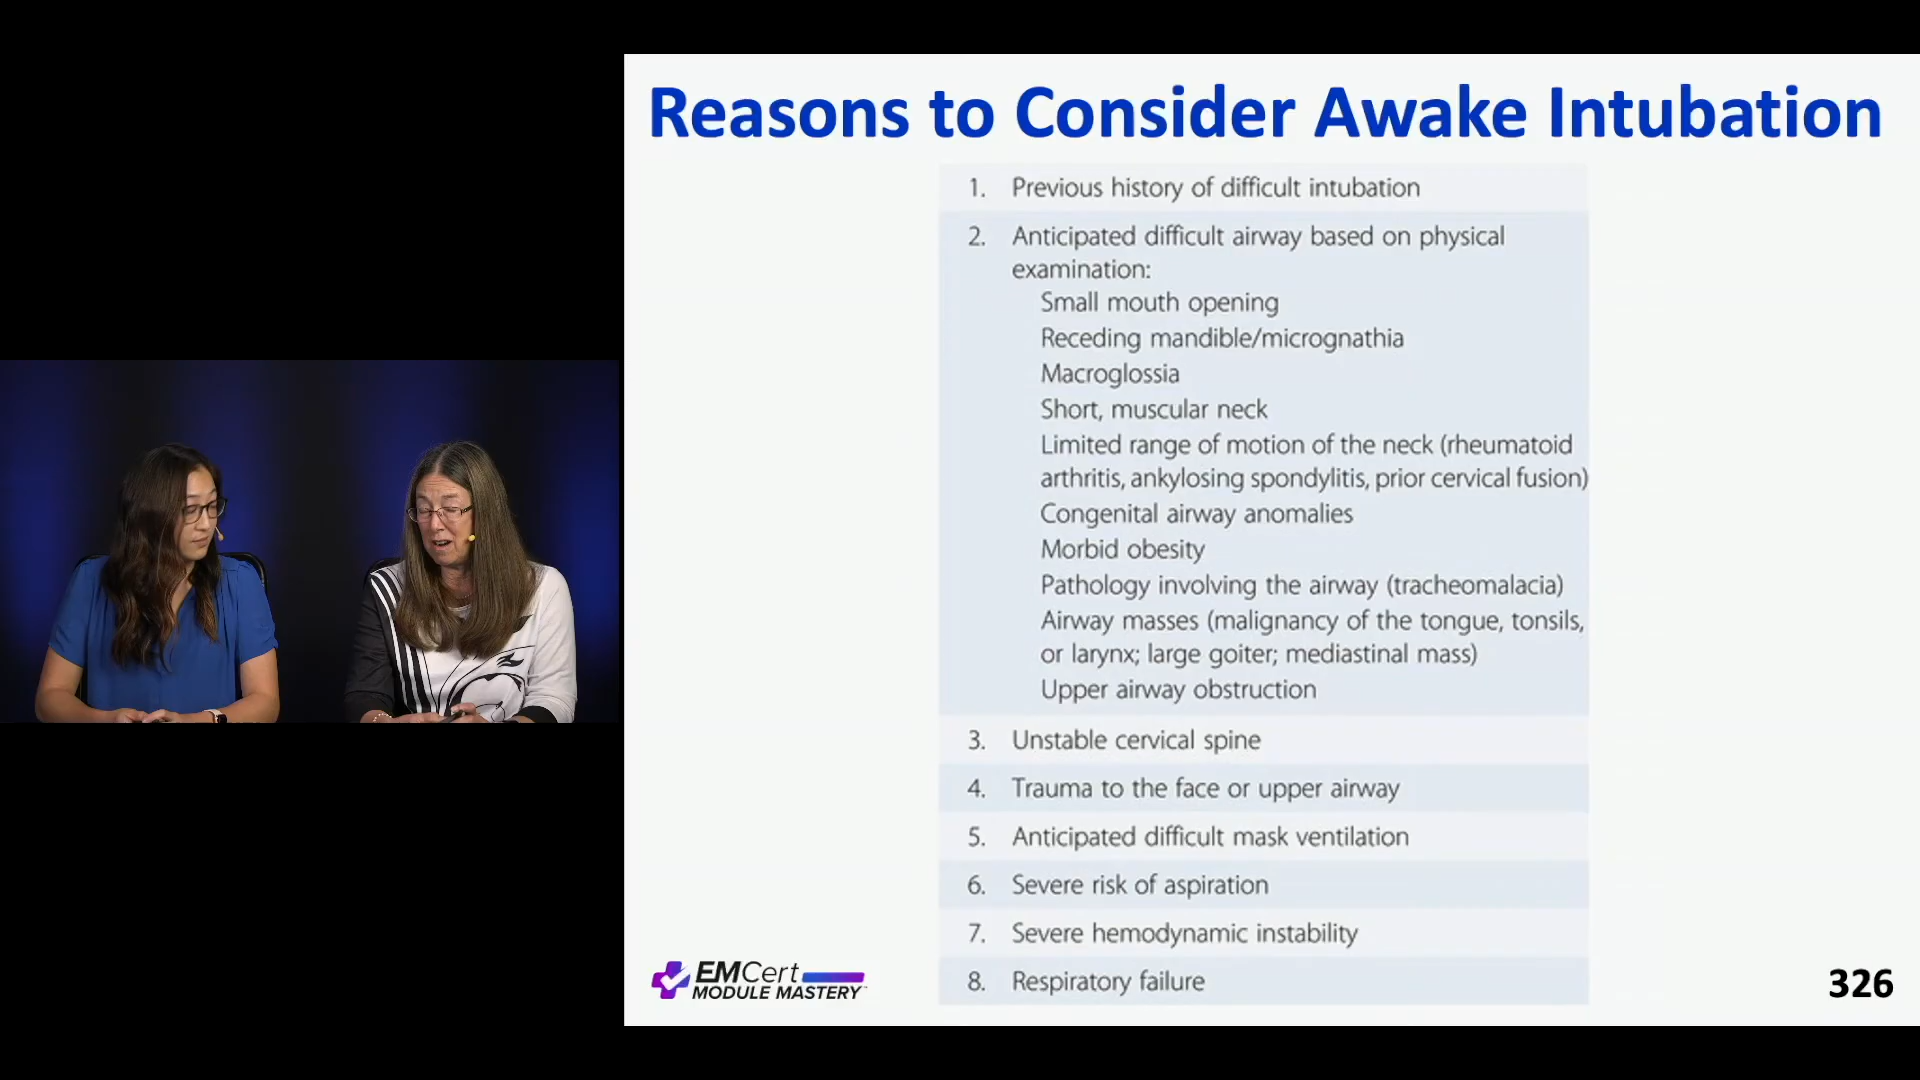 Reasons to Consider Awake Intubation
1. Previous history of difficult intubation
2. Anticipated difficult airway based on physical
examination:
Small mouth opening
Receding mandible/micrognathia
Macroglossia
Short, muscular neck
Limited range of motion of the neck (rheumatoid
arthritis, ankylosing spondylitis, prior cervical fusion)
Congenital airway anomalies
Morbid obesity
Pathology involving the airway (tracheomalacia)
Airway masses (malignancy of the tongue, tonsils,
or larynx; large goiter; mediastinal mass)
Upper airway obstruction
3. Unstable cervical spine
4. Trauma to the face or upper airway
5. Anticipated difficult mask ventilation
6. Severe risk of aspiration
7. Severe hemodynamic instability
8. Respiratory failure
EMCert
MODULE MASTERY
326